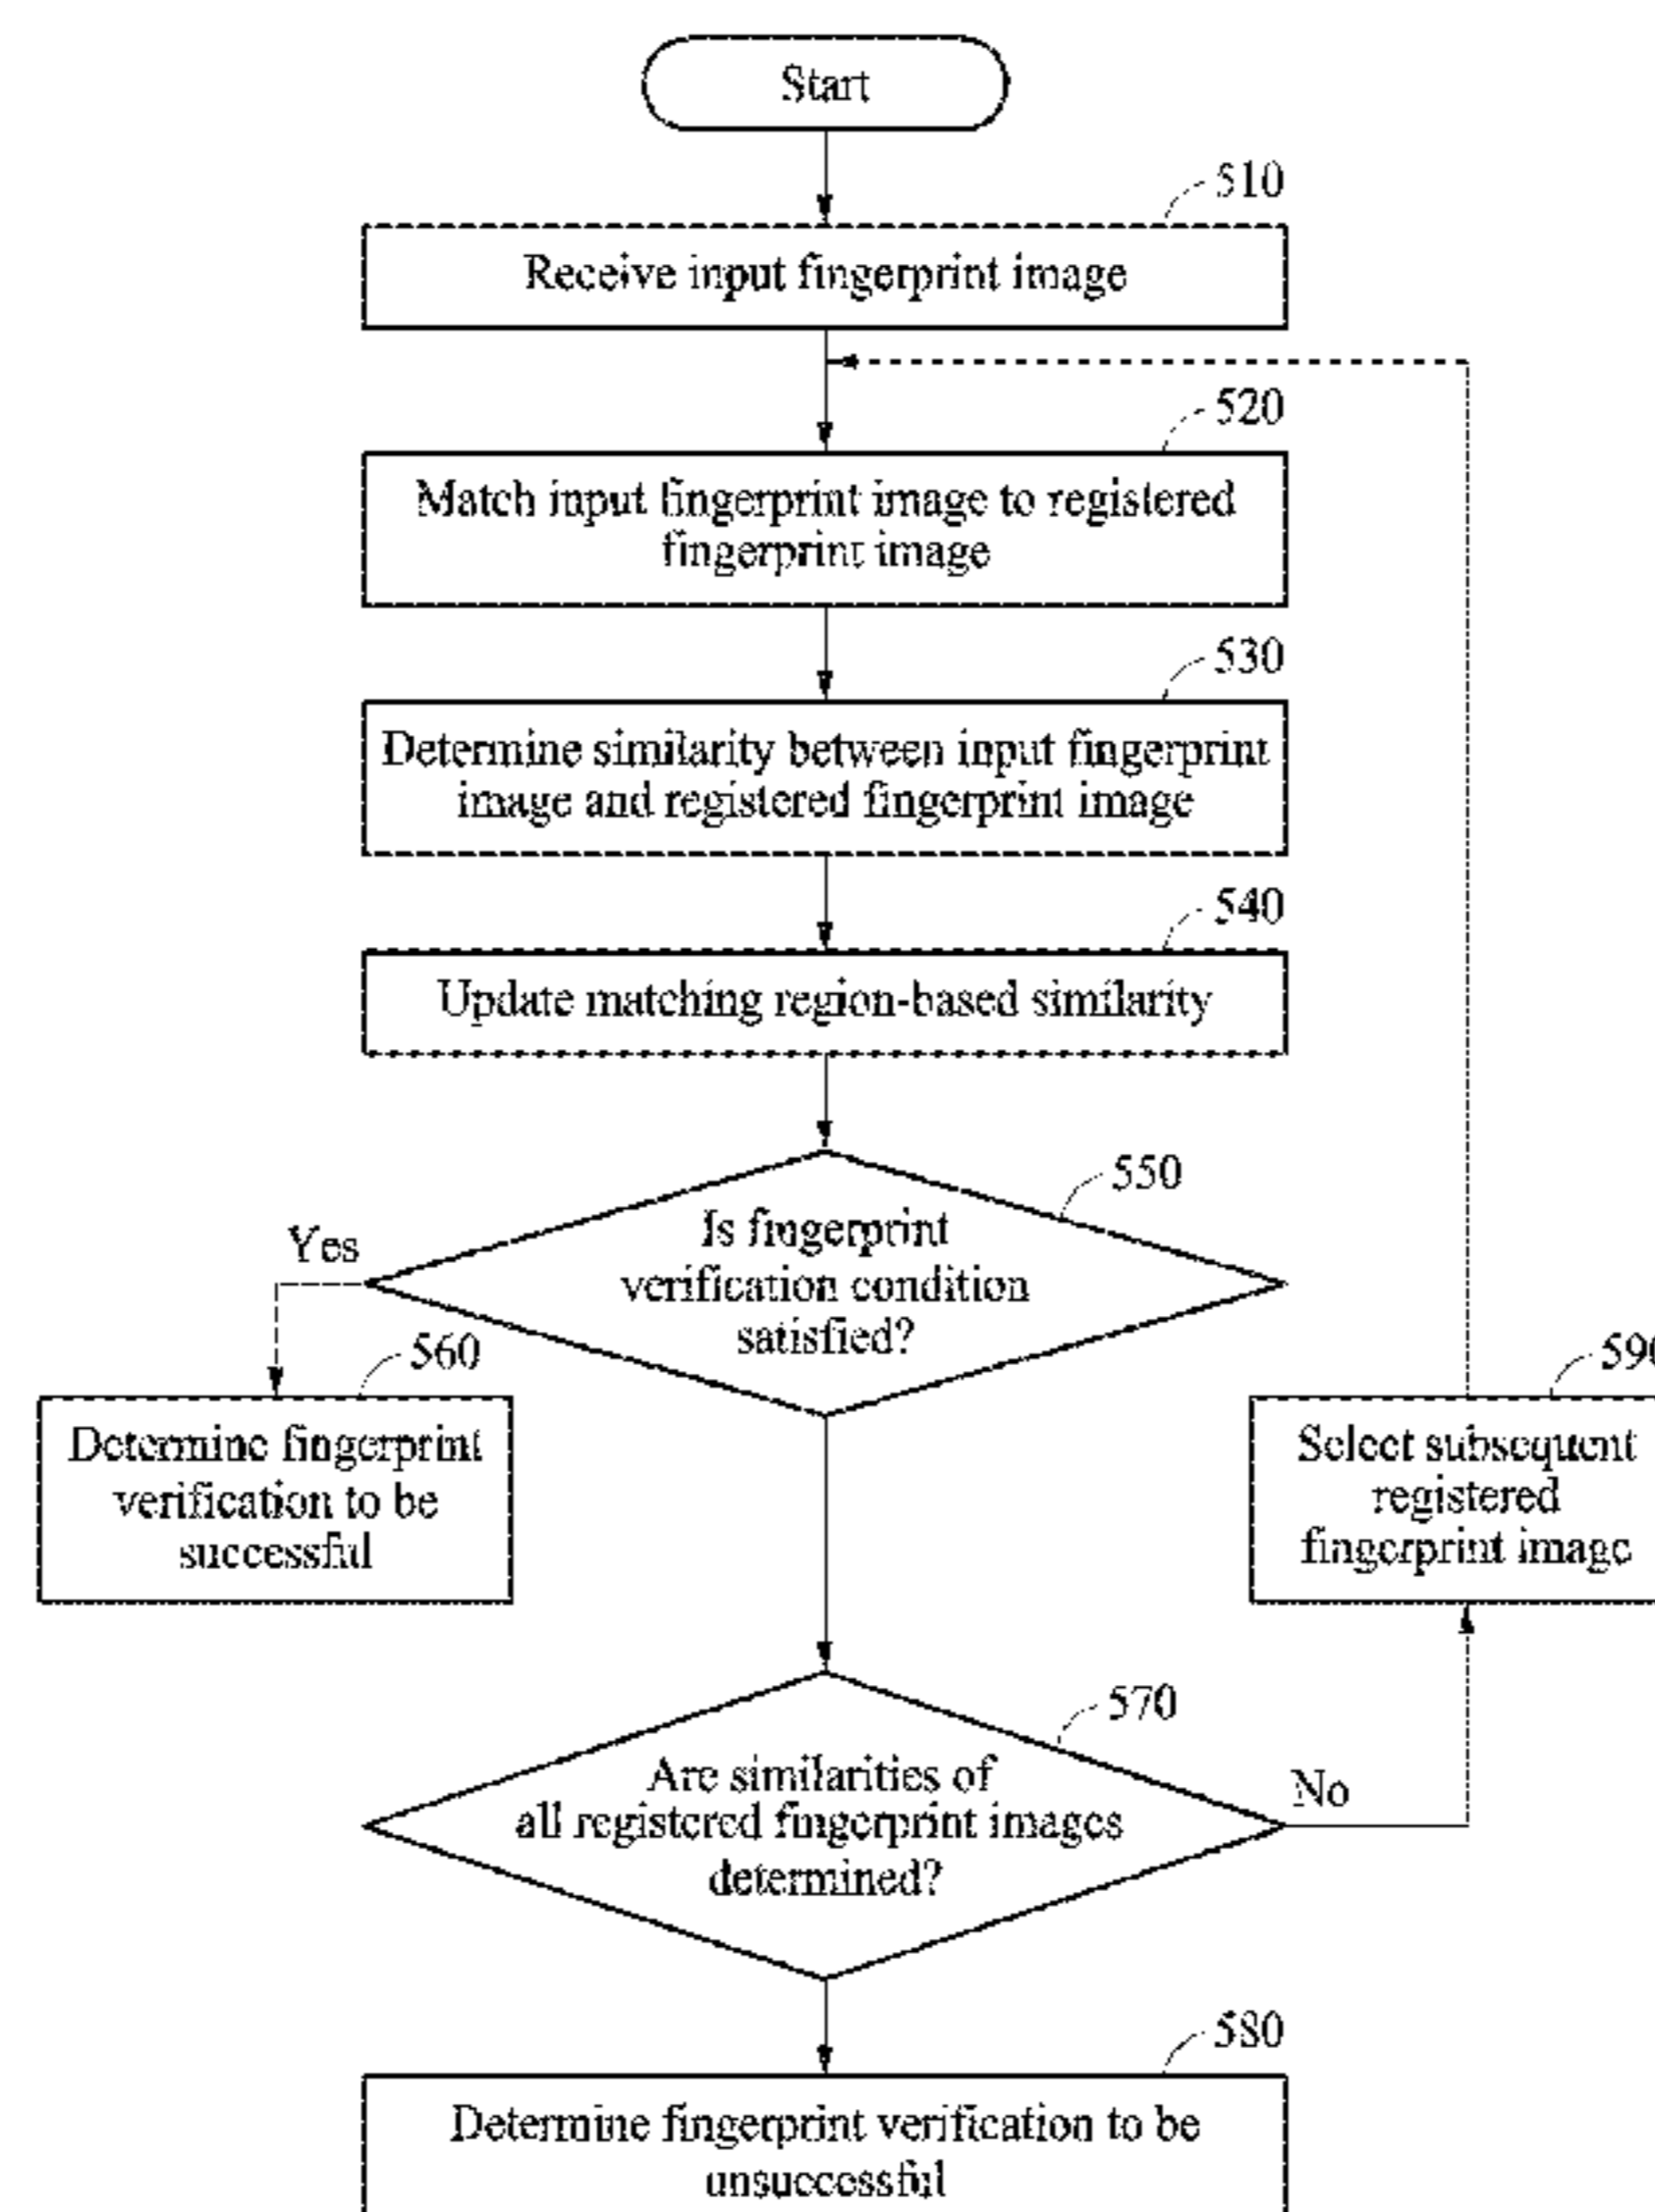 Start
510
Receive input fingerprint image
520
Match input fingerprint image to registered
fingerprint image
530
Determine similarity between input fingerprint
image and registered fingerprint image
540
Update matching region-based similarity
550
Is fingerprint
verification condition
satisfied?
Yes
560
Determine fingerprint
verification to be
successful
590
Select subsequent
registered
fingerprint image
570
Are similarities of
all registered fingerprint images
determined?
No
580
Determine fingerprint verification to be
unsuccessful